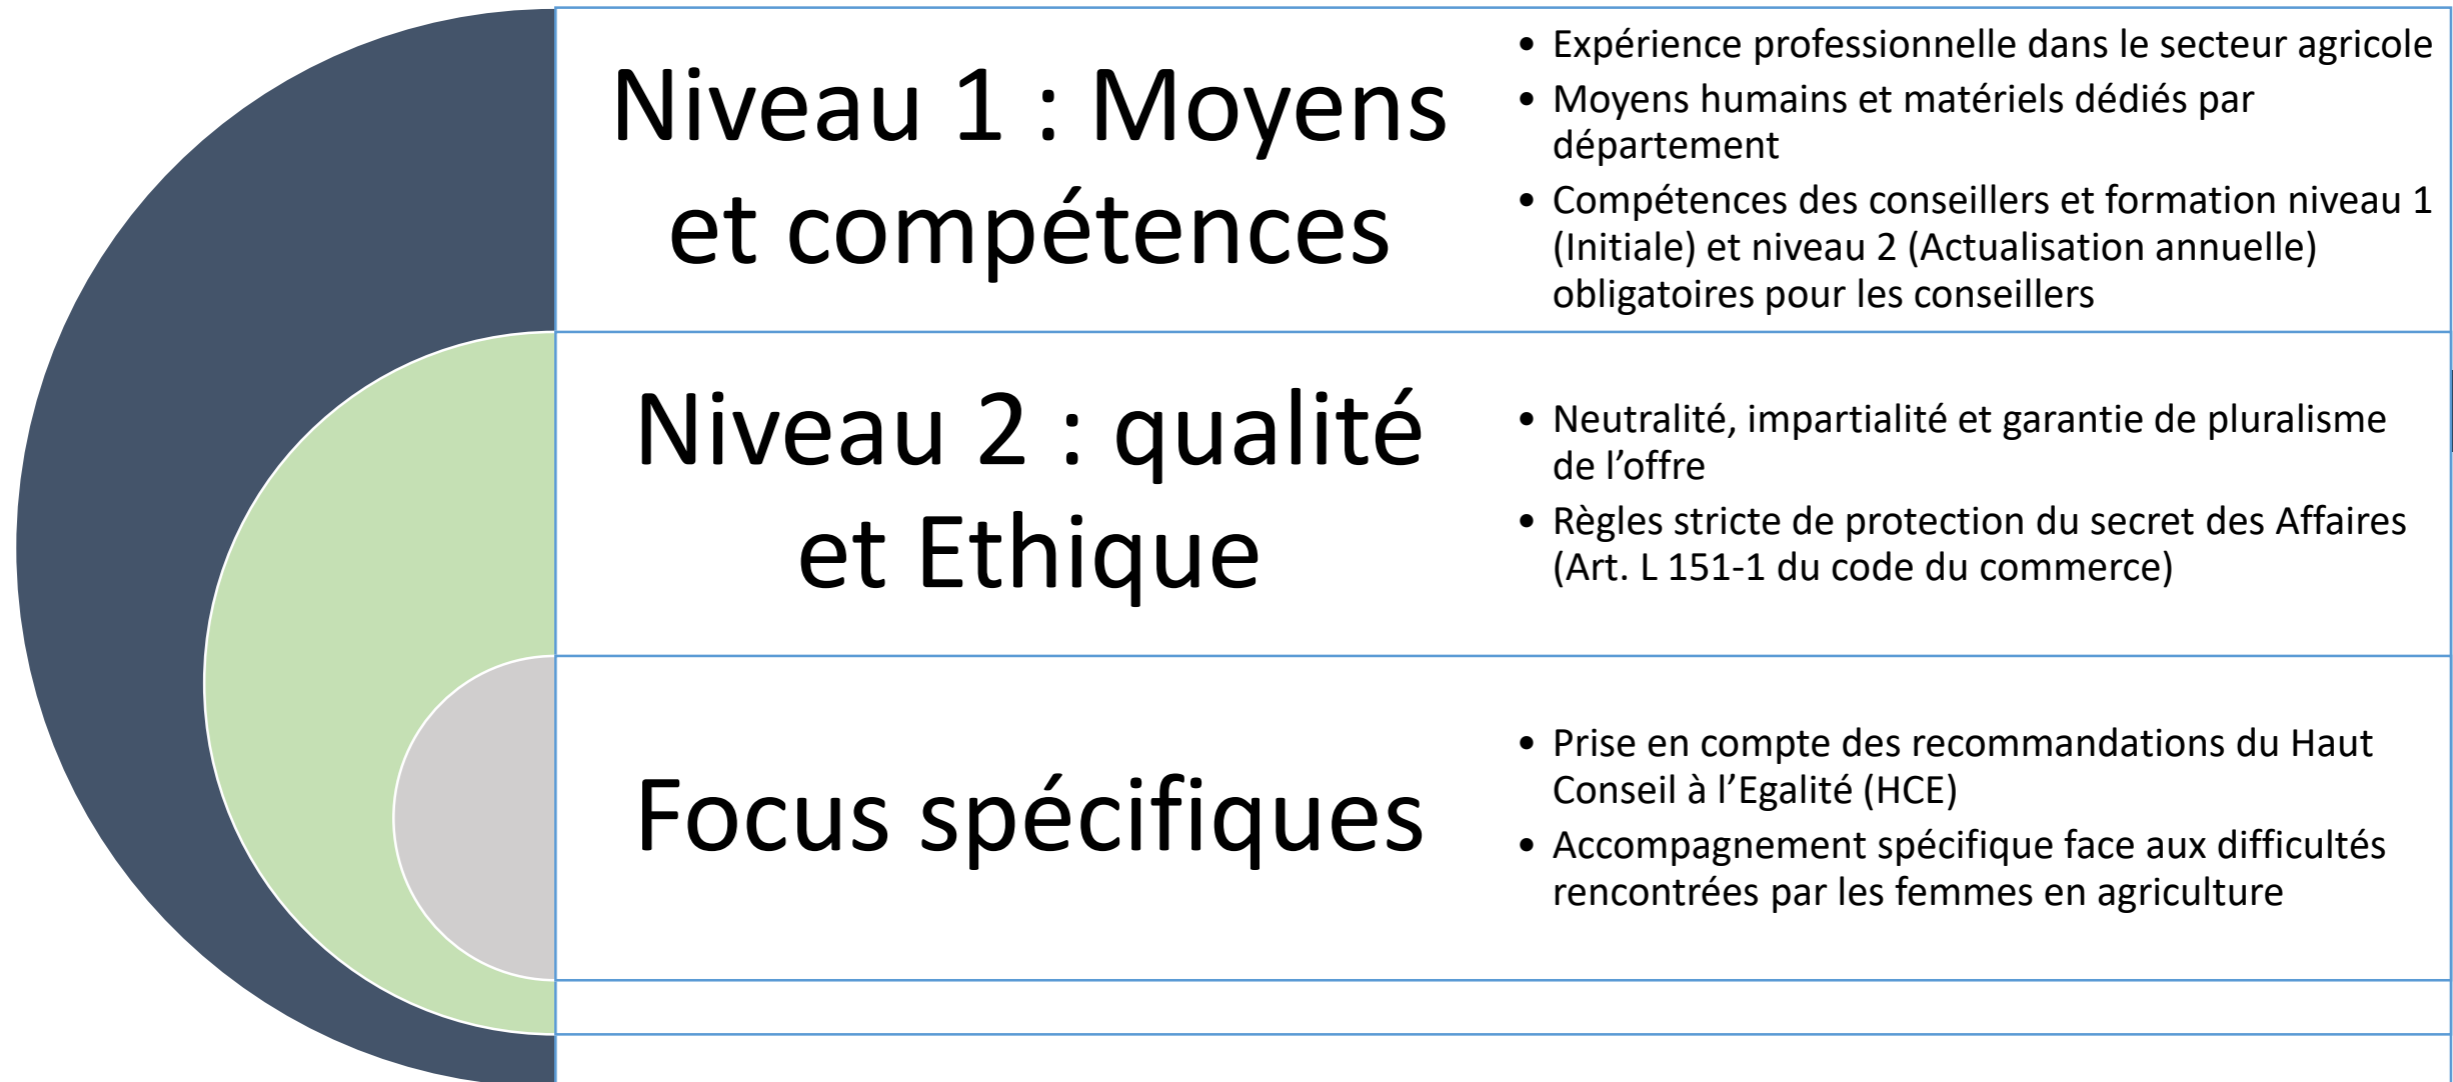 Niveau 1 : Moyens
et compétences
• Expérience professionnelle dans le secteur agricole
• Moyens humains et matériels dédiés par
département
• Compétences des conseillers et formation niveau 1
(Initiale) et niveau 2 (Actualisation annuelle)
obligatoires pour les conseillers
Niveau 2 : qualité
et Ethique
• Neutralité, impartialité et garantie de pluralisme
de l’offre
• Règles stricte de protection du secret des Affaires
(Art. L 151-1 du code du commerce)
Focus spécifiques
• Prise en compte des recommandations du Haut
Conseil à l’Egalité (HCE)
• Accompagnement spécifique face aux difficultés
rencontrées par les femmes en agriculture